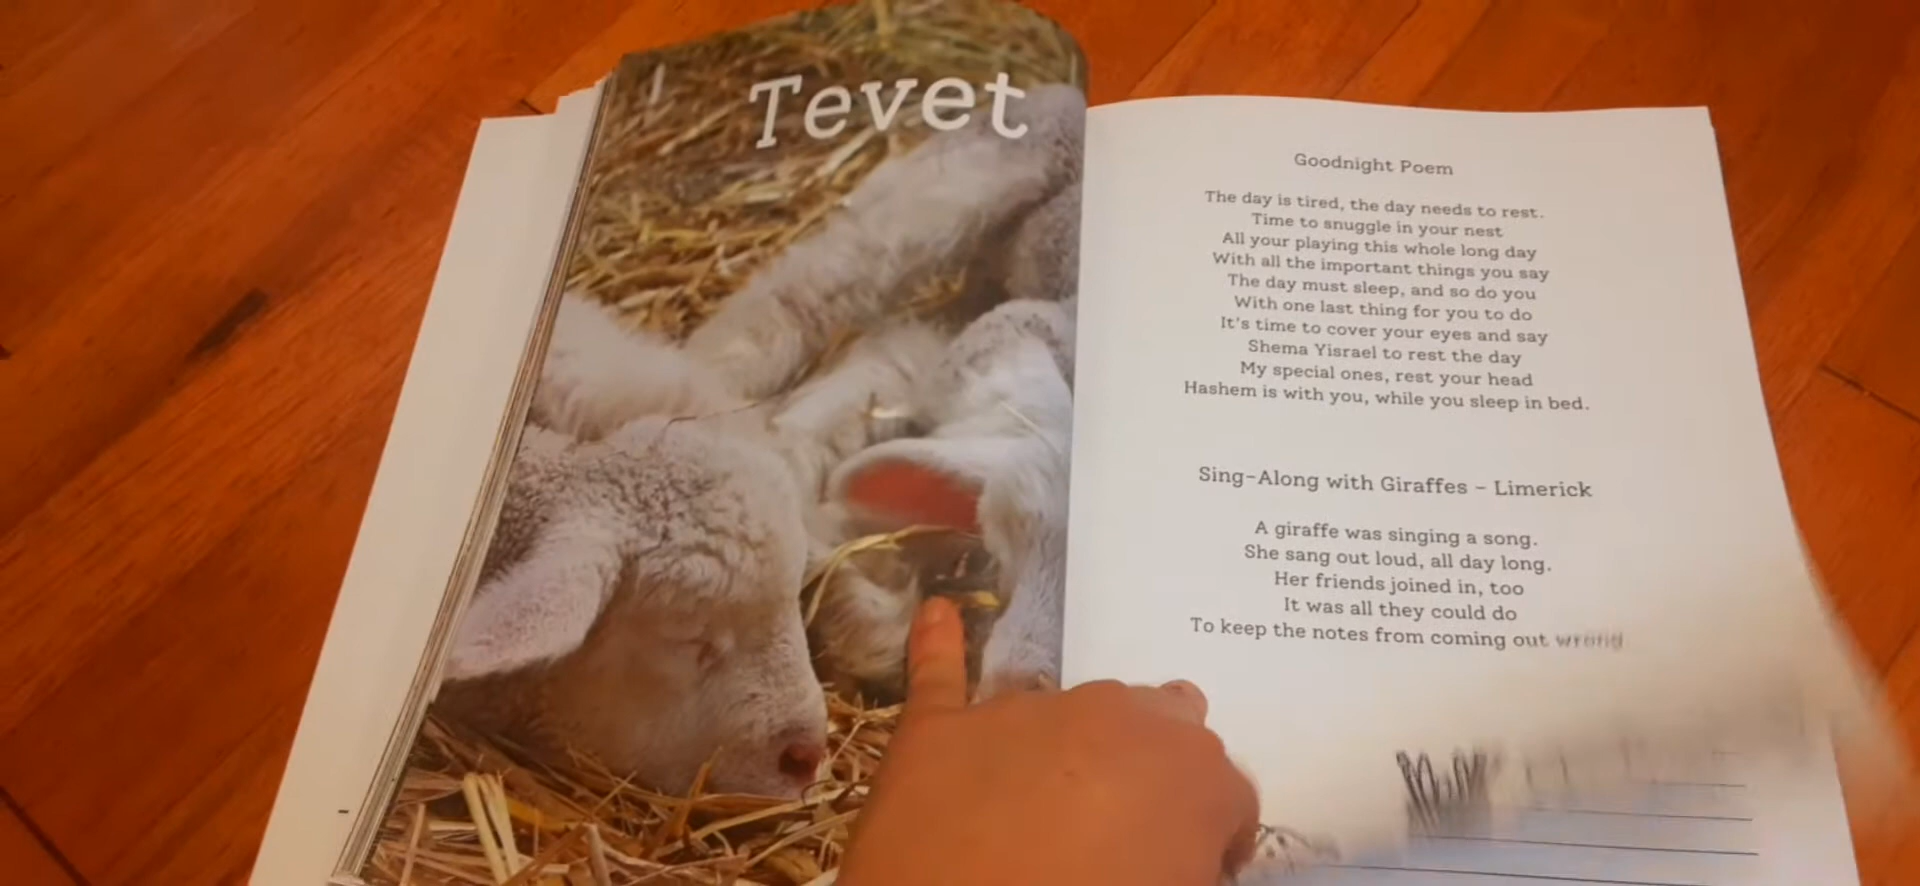 Tevet
Goodnight Poem
The day is tired, the day needs to rest.
Time to snuggle in your nest
All your playing this whole long day
With all the important things you say
The day must sleep, and so do you
With one last thing for you to do
It's time to cover your eyes and say
Shema Yisrael to rest the day
My special ones, rest your head
Hashem is with you, while you sleep in bed.
Sing-Along with Giraffes - Limerick
A giraffe was singing a song.
She sang out loud, all day long.
Her friends joined in, too
It was all they could do
To keep the notes from coming out wrong